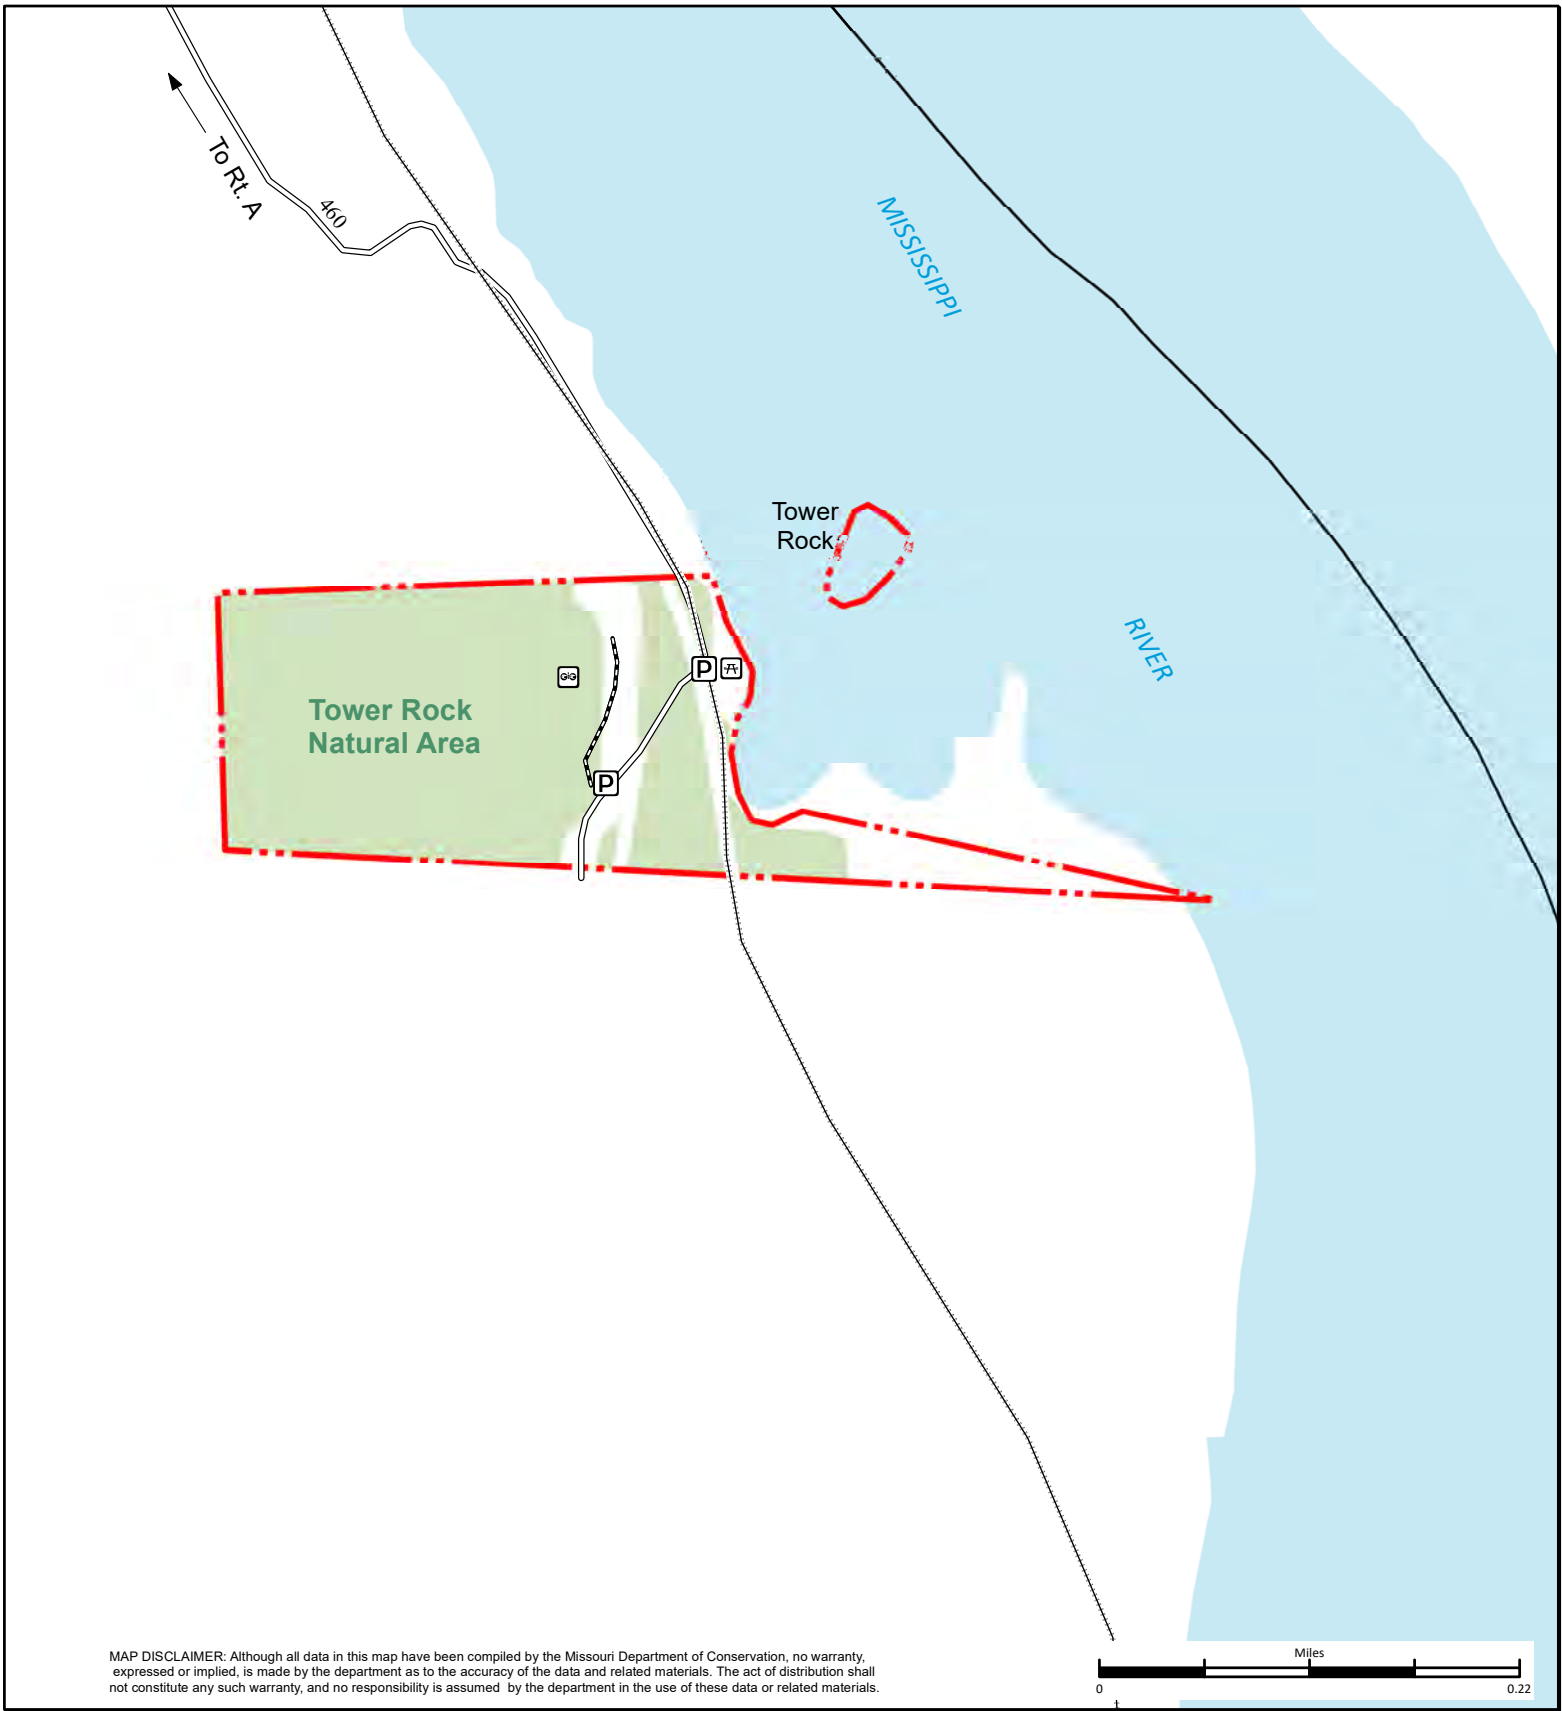 To Rt. A
460
MISSISSIPPI
Tower
Rock
RIVER
P
Tower Rock
Natural Area
P
Miles
0
0.22
MAP DISCLAIMER: Although all data in this map have been compiled by the Missouri Department of Conservation, no warranty,
expressed or implied, is made by the department as to the accuracy of the data and related materials. The act of distribution shall
not constitute any such warranty, and no responsibility is assumed by the department in the use of these data or related materials.